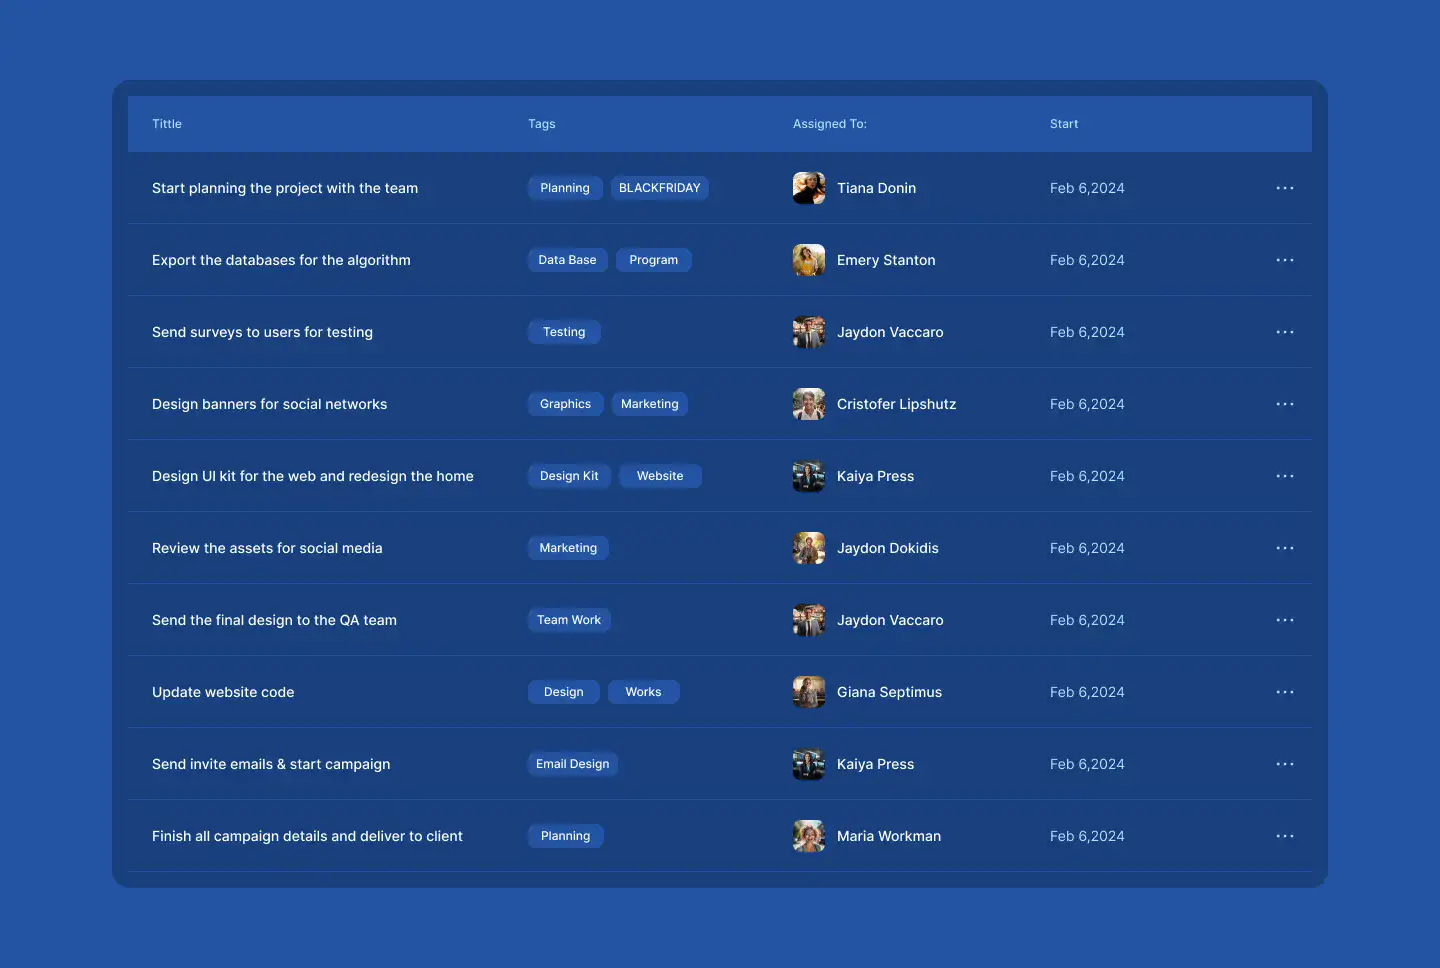 Tittle Tags Assigned To: Start
Start planning the project with the team Planning BLACKFRIDAY Tiana Donin Feb 6,2024
Export the databases for the algorithm Data Base Program Emery Stanton Feb 6,2024
Send surveys to users for testing Testing Jaydon Vaccaro Feb 6,2024
Design banners for social networks Graphics Marketing Cristofer Lipshutz Feb 6,2024
Design UI kit for the web and redesign the home Design Kit Website Kaiya Press Feb 6,2024
Review the assets for social media Marketing Jaydon Dokidis Feb 6,2024
Send the final design to the QA team Team Work Jaydon Vaccaro Feb 6,2024
Update website code Design Works Giana Septimus Feb 6,2024
Send invite emails & start campaign Email Design Kaiya Press Feb 6,2024
Finish all campaign details and deliver to client Planning Maria Workman Feb 6,2024